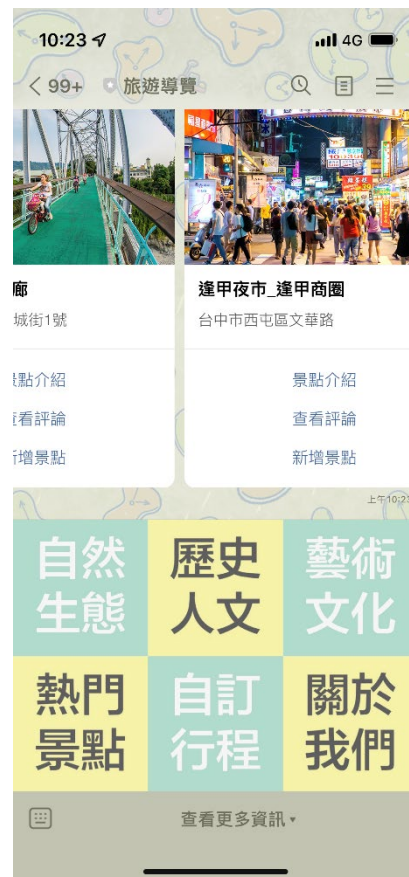 10:23
4G
99+
旅遊導覽
廊
城街1號
景點介紹
查看評論
新增景點
逢甲夜市_逢甲商圈
台中市西屯區文華路
景點介紹
查看評論
新增景點
上午10:23
自然
生態
歷史
人文
藝術
文化
熱門
景點
自訂
行程
關於
我們
查看更多資訊